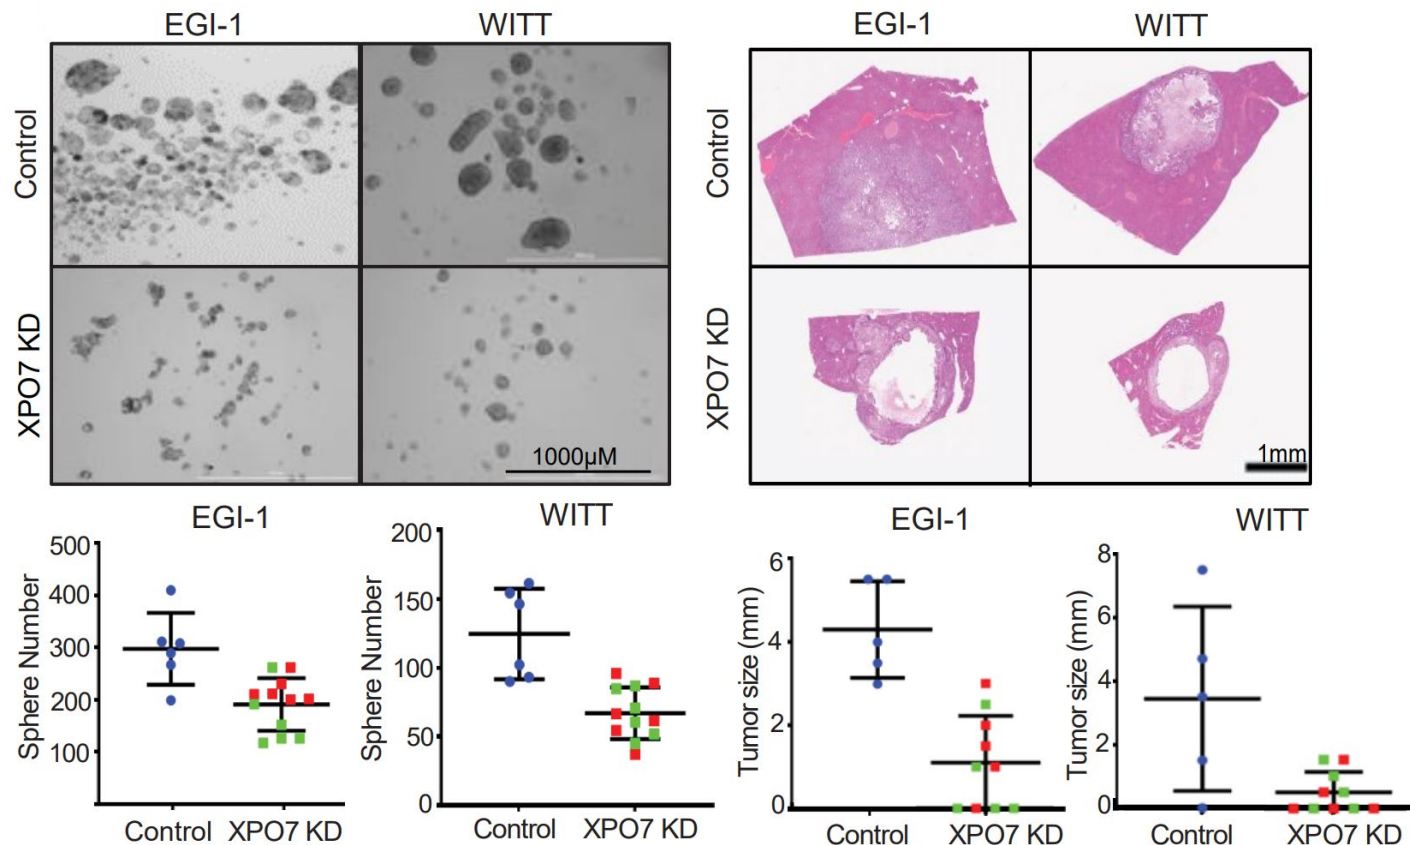 EGI-1 WITT
Control
XPO7 KD
1000µM
EGI-1 WITT
Control
XPO7 KD
1mm
EGI-1
Sphere Number
500
400
300
200
100
Control XPO7 KD
WITT
Sphere Number
200
150
100
50
0
Control XPO7 KD
EGI-1
Tumor size (mm)
6
4
2
0
Control XPO7 KD
WITT
Tumor size (mm)
8
6
4
2
0
Control XPO7 KD